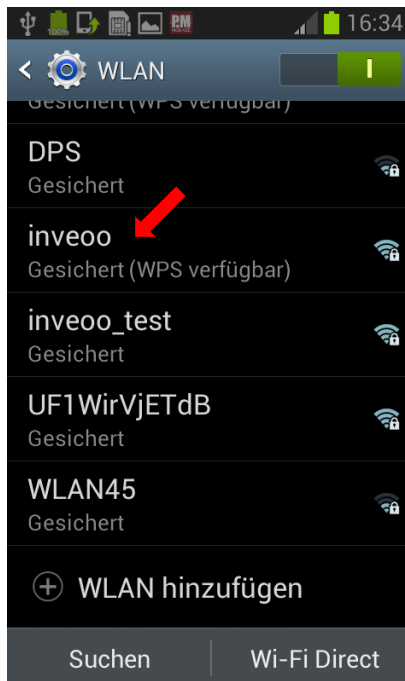 100%
P.M
16:34
WLAN
Gesichert (WPS verfügbar)
DPS
Gesichert
inveoo
Gesichert (WPS verfügbar)
inveoo_test
Gesichert
UF1WirVjETdB
Gesichert
WLAN45
Gesichert
WLAN hinzufügen
Suchen
Wi-Fi Direct